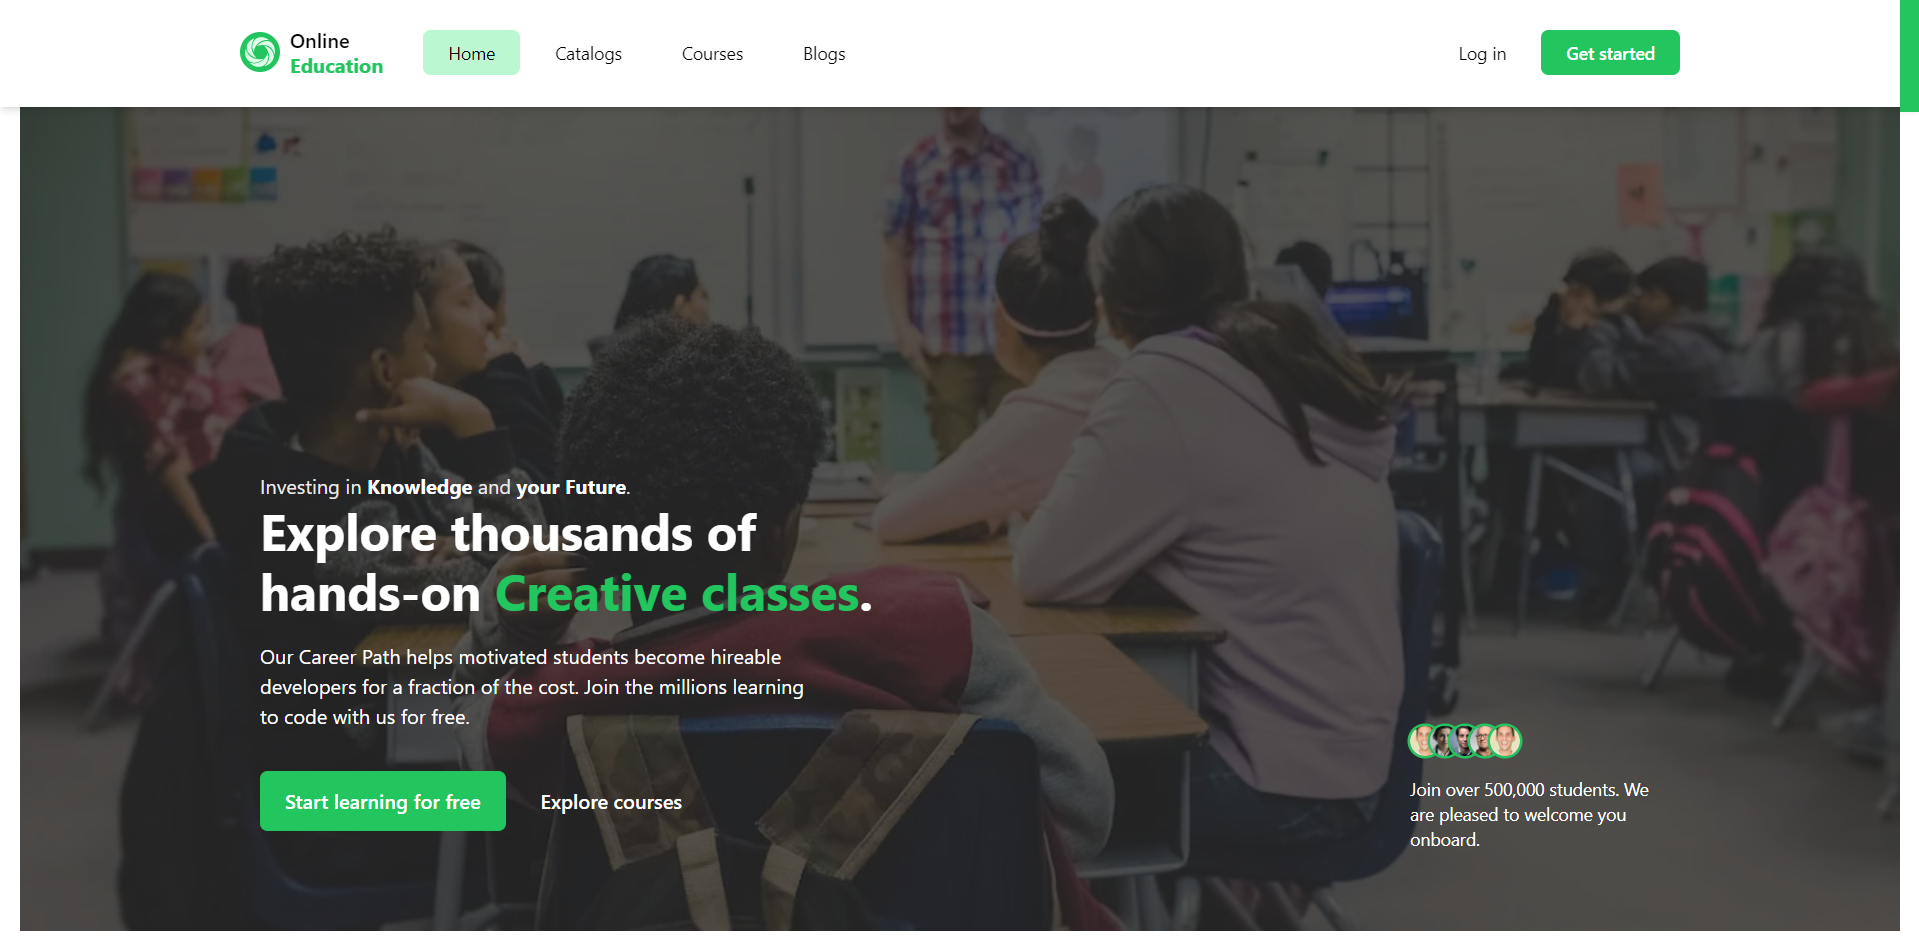 Online
Education
Home
Catalogs
Courses
Blogs
Log in
Get started
Investing in Knowledge and your Future.
Explore thousands of
hands-on Creative classes.
Our Career Path helps motivated students become hireable
developers for a fraction of the cost. Join the millions learning
to code with us for free.
Start learning for free
Explore courses
Join over 500,000 students. We
are pleased to welcome you
onboard.